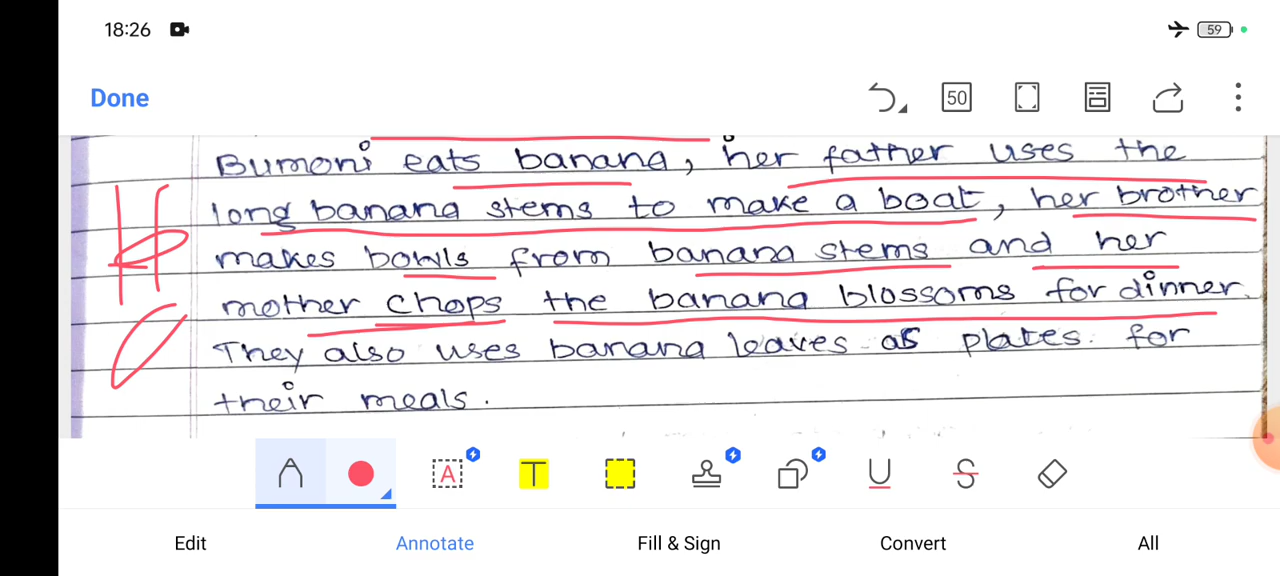 18:26
59
Done
50
Bumoni eats banana, her father uses the
long banana stems to make a boat, her brother
makes bowls from banana stems and her
mother chops the banana blossoms for dinner.
They also uses banana leaves as plates. for
their meals.
A
T
U
S
Edit
Annotate
Fill & Sign
Convert
All